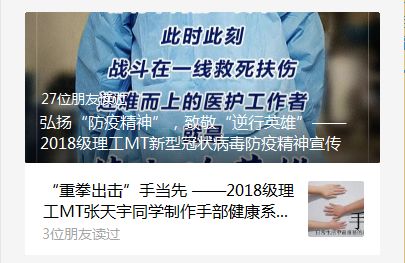 此时此刻
战斗在一线救死扶伤
迎难而上的医护工作者
27位朋友读过
弘扬“防疫精神”，致敬“逆行英雄”——
2018级理工MT新型冠状病毒防疫精神宣传
“重拳出击”手当先 ——2018级理
工MT张天宇同学制作手部健康系...
手
3位朋友读过